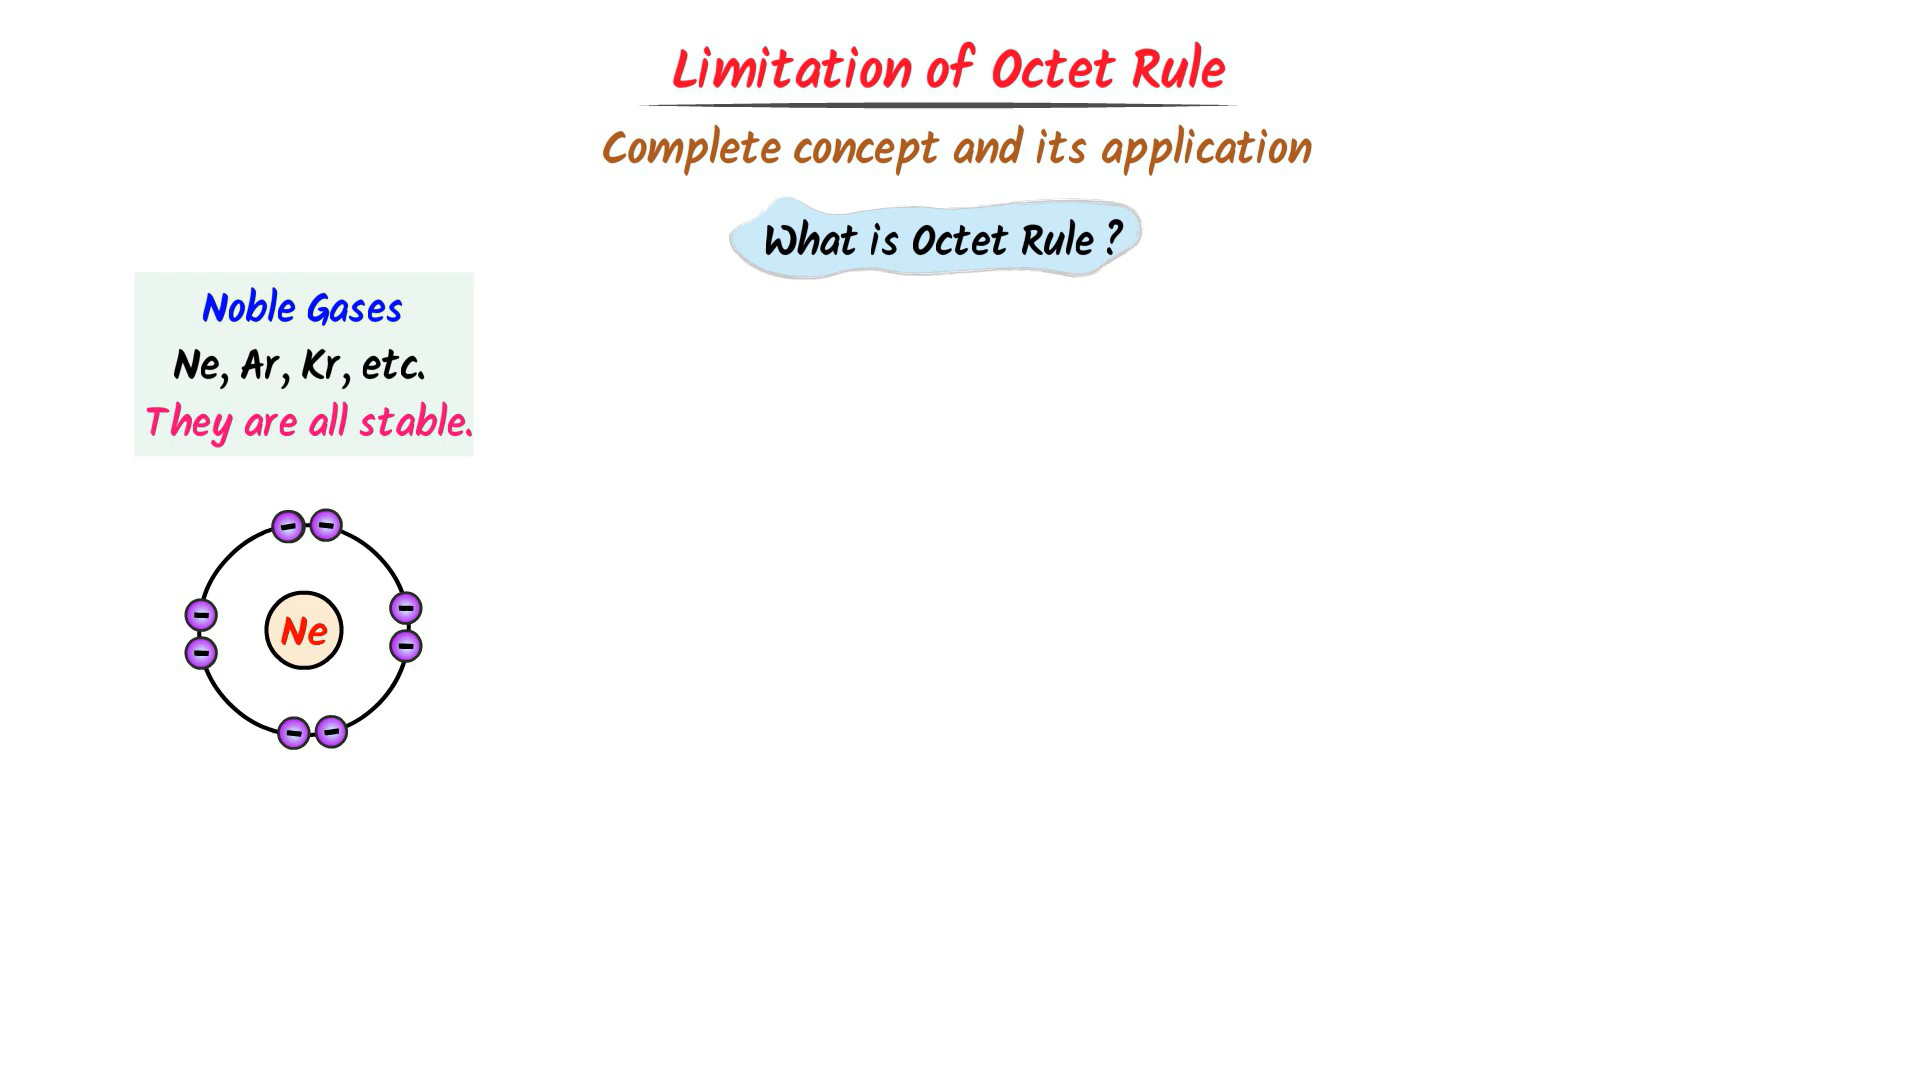 Limitation of Octet Rule
Complete concept and its application
What is Octet Rule ?
Noble Gases
Ne, Ar, Kr, etc.
They are all stable.
Ne